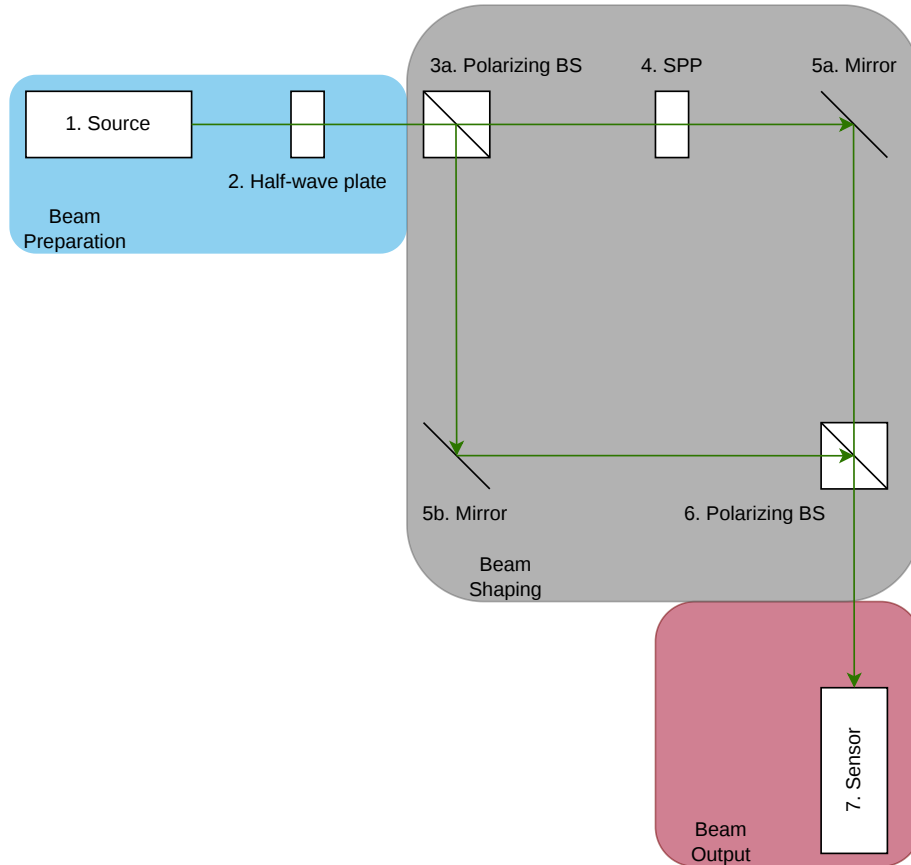 3a. Polarizing BS
4. SPP
5a. Mirror
1. Source
2. Half-wave plate
Beam
Preparation
5b. Mirror
6. Polarizing BS
Beam
Shaping
7. Sensor
Beam
Output